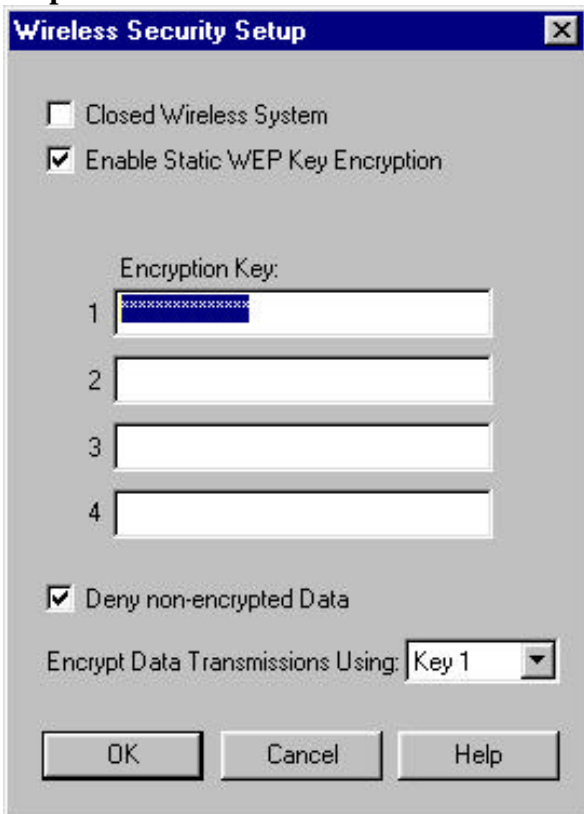 Wireless Security Setup
Closed Wireless System
Enable Static WEP Key Encryption
Encryption Key:
1 ***************
2
3
4
Deny non-encrypted Data
Encrypt Data Transmissions Using: Key 1
OK Cancel Help